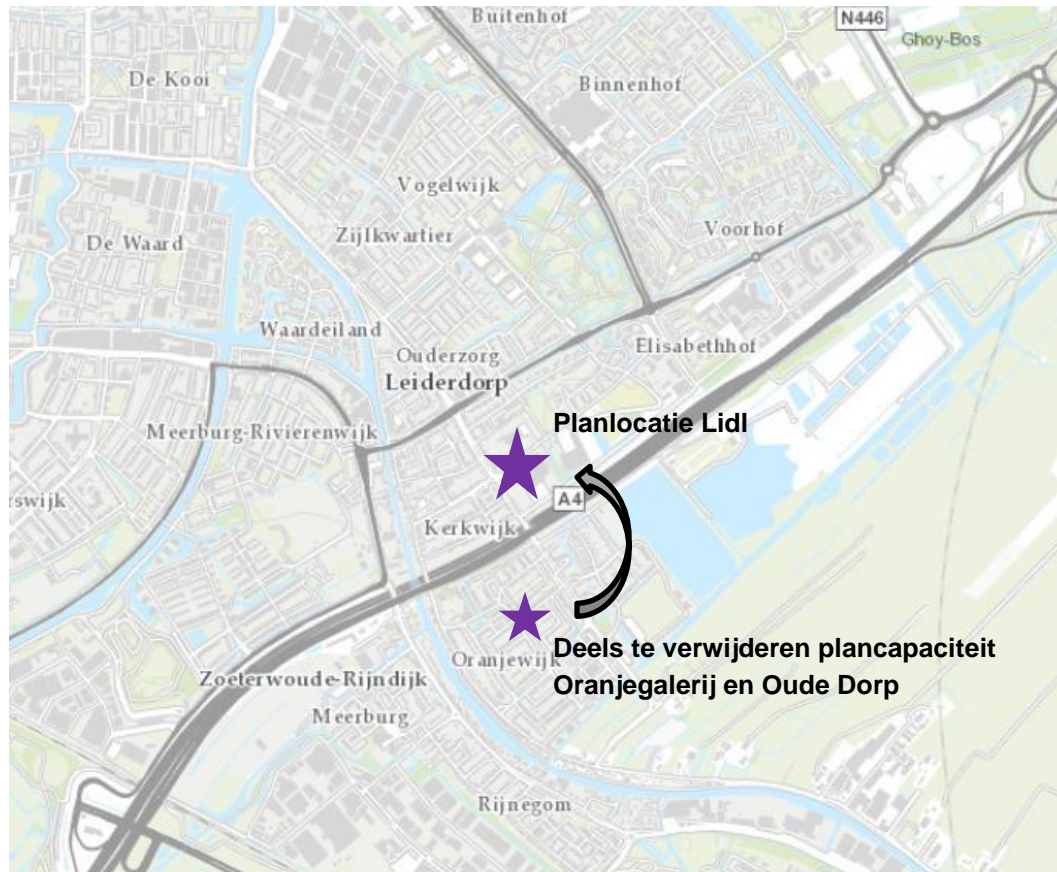 Buitenhof
N446
Ghoy-Bos
De Kooi
Binnenhof
Vogelwijk
Voorhof
De Waard
Zijlkwartier
Waardeiland
Elisabethhof
Ouderzorg
Leiderdorp
Planlocatie Lidl
Meerburg-Rivierenwijk
A4
rswijk
Kerkwijk
Deels te verwijderen plancapaciteit
Oranjegalerij en Oude Dorp
Oranjewijk
Zoeterwoude-Rijndijk
Meerburg
Rijnegom